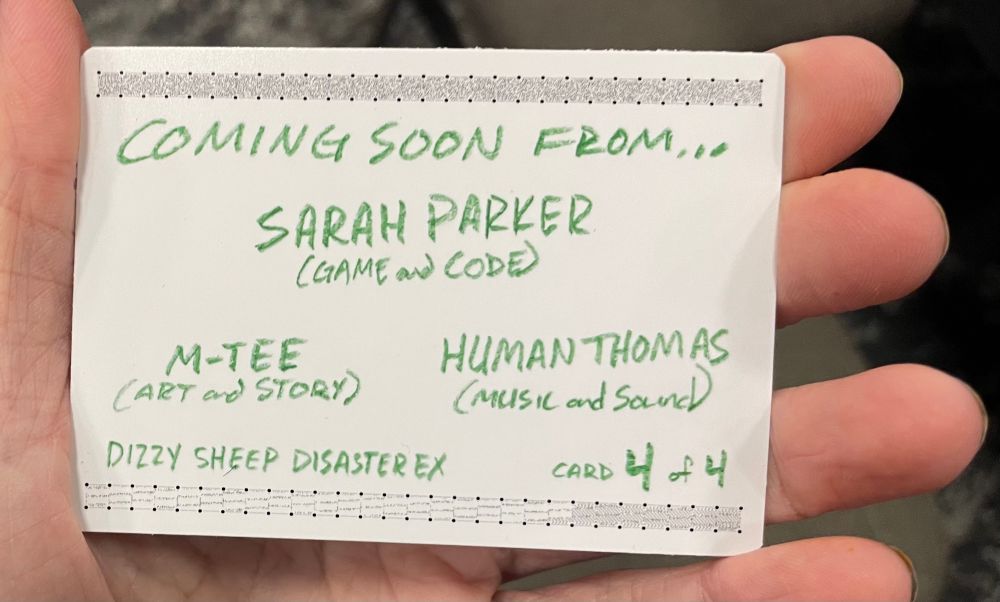 COMING SOON FROM...
SARAH PARKER
(GAME and CODE)
M-TEE
(ART and STORY)
HUMAN THOMAS
(MUSIC and Sound)
DIZZY SHEEP DISASTER EX
CARD 4 of 4